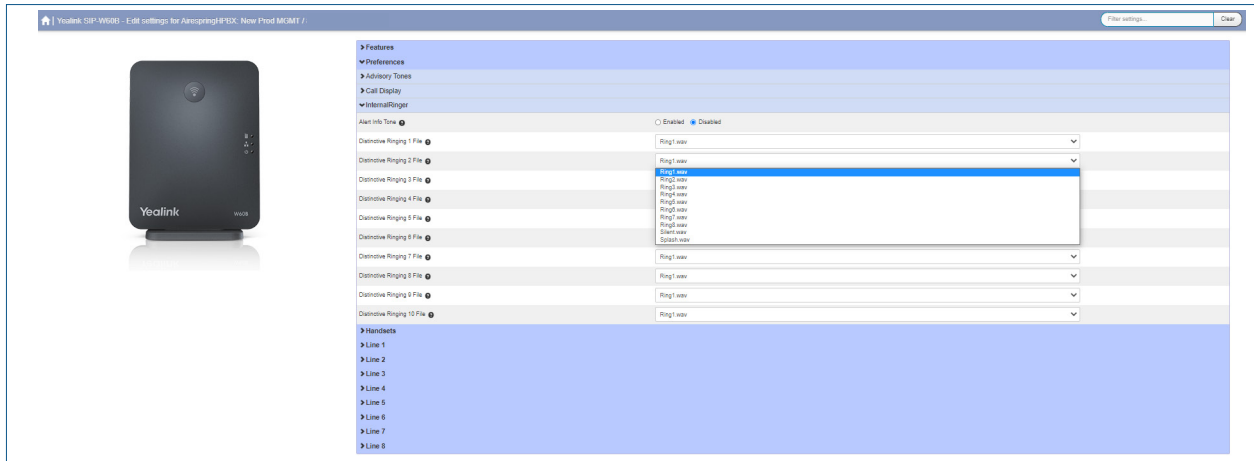 Yealink SIP-W60B - Edit settings for AirespringHPBX: New Prod MGMT /
Filter settings...
Clear
Features
Preferences
Advisory Tones
Call Display
InternalRinger
Alert Info Tone
Enabled
Disabled
Distinctive Ringing 1 File
Ring1.wav
Distinctive Ringing 2 File
Ring1.wav
Ring1.wav
Ring2.wav
Ring3.wav
Ring4.wav
Ring5.wav
Ring6.wav
Ring7.wav
Ring8.wav
Silent.wav
Splash.wav
Distinctive Ringing 3 File
Distinctive Ringing 4 File
Distinctive Ringing 5 File
Distinctive Ringing 6 File
Distinctive Ringing 7 File
Ring1.wav
Distinctive Ringing 8 File
Ring1.wav
Distinctive Ringing 9 File
Ring1.wav
Distinctive Ringing 10 File
Ring1.wav
Handsets
Line 1
Line 2
Line 3
Line 4
Line 5
Line 6
Line 7
Line 8
Yealink
W60B